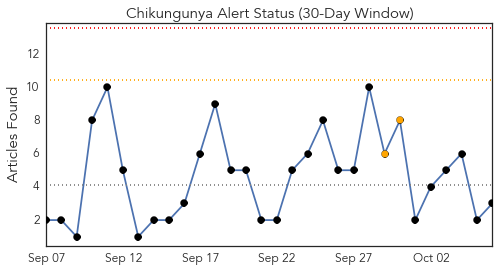 Chikungunya Alert Status (30-Day Window)
Articles Found
12
10
8
6
4
2
Sep 07 Sep 12 Sep 17 Sep 22 Sep 27 Oct 02